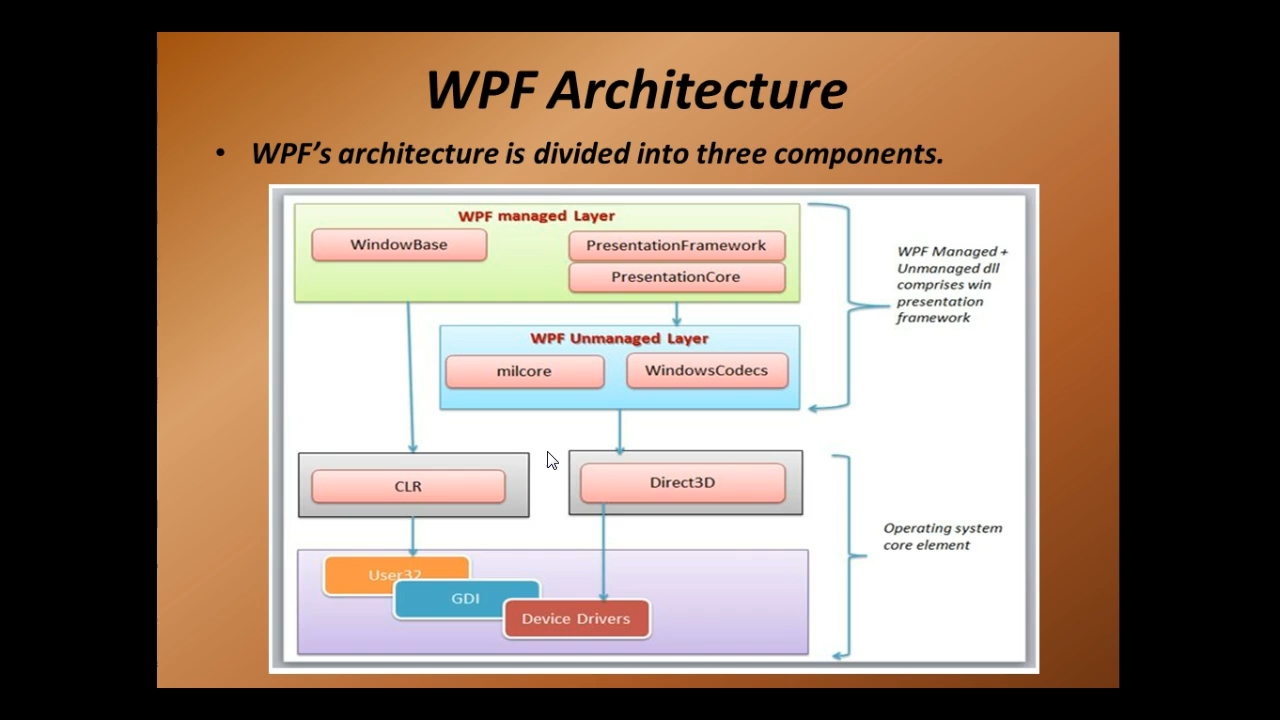 WPF Architecture
• WPF's architecture is divided into three components.
WPF managed Layer
WindowBase
PresentationFramework
PresentationCore
WPF Managed +
Unmanaged dll
comprises win
presentation
framework
WPF Unmanaged Layer
milcore
WindowsCodecs
CLR
Direct3D
Operating system
core element
User32
GDI
Device Drivers